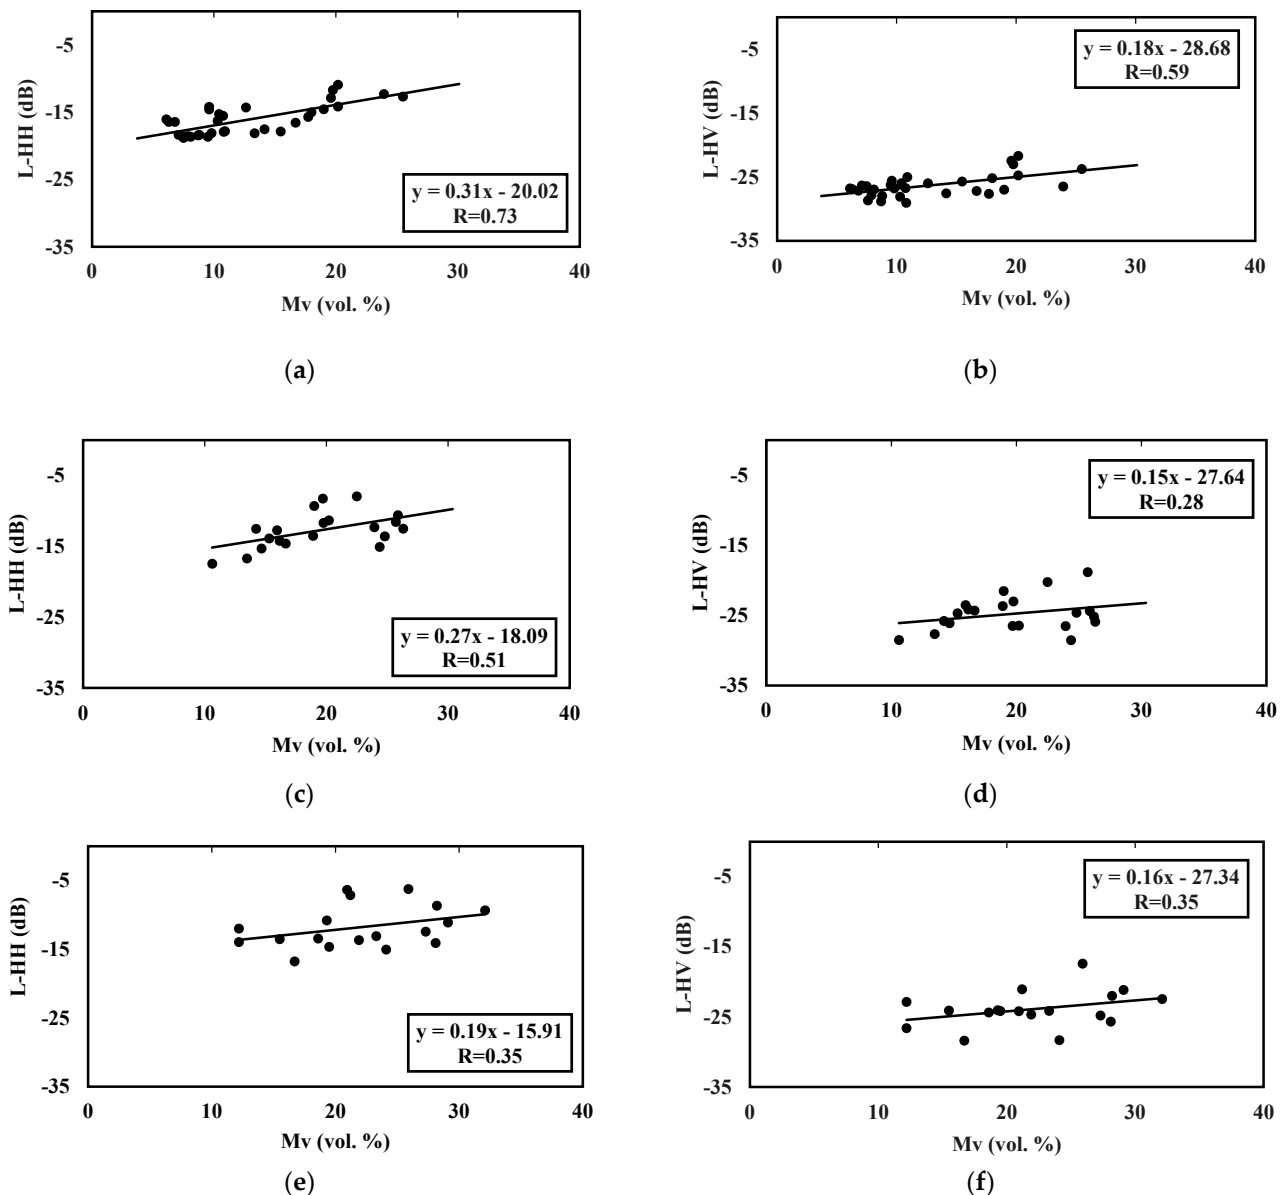 -5
-15
-25
-35
L-HH (dB)
y = 0.31x - 20.02
R=0.73
0 10 20 30 40
Mv (vol. %)
(a)
-5
-15
-25
-35
L-HV (dB)
y = 0.18x - 28.68
R=0.59
0 10 20 30 40
Mv (vol. %)
(b)
-5
-15
-25
-35
L-HH (dB)
y = 0.27x - 18.09
R=0.51
0 10 20 30 40
Mv (vol. %)
(c)
-5
-15
-25
-35
L-HV (dB)
y = 0.15x - 27.64
R=0.28
0 10 20 30 40
Mv (vol. %)
(d)
-5
-15
-25
-35
L-HH (dB)
y = 0.19x - 15.91
R=0.35
0 10 20 30 40
Mv (vol. %)
(e)
-5
-15
-25
-35
L-HV (dB)
y = 0.16x - 27.34
R=0.35
0 10 20 30 40
Mv (vol. %)
(f)